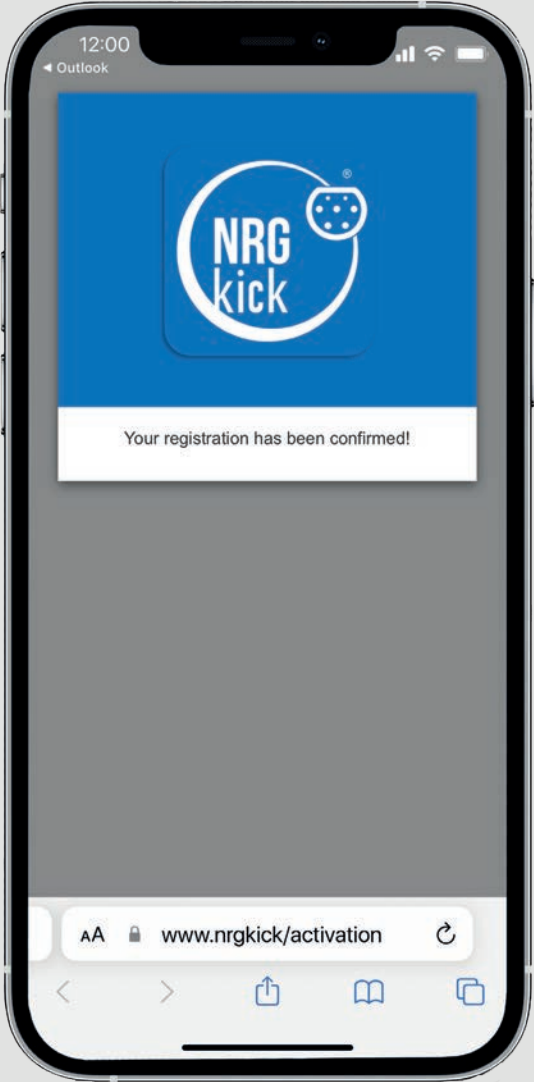 12:00
◀ Outlook
®
NRG
kick
Your registration has been confirmed!
AA www.nrgkick/activation